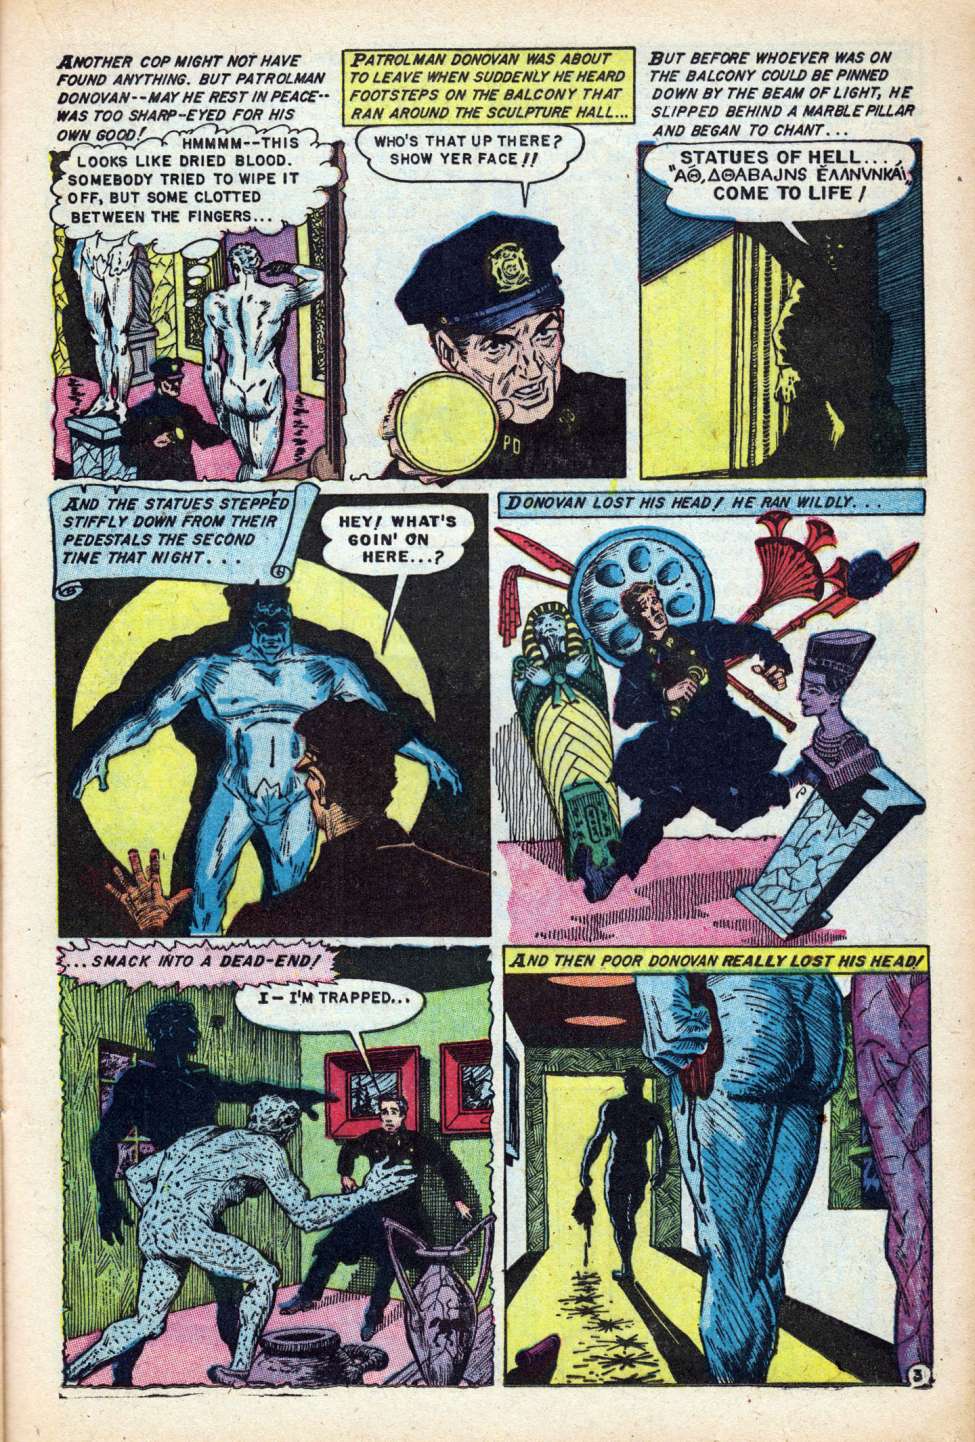 ANOTHER COP MIGHT NOT HAVE
FOUND ANYTHING. BUT PATROLMAN
DONOVAN--MAY HE REST IN PEACE--
WAS TOO SHARP-EYED FOR HIS
OWN GOOD!
HMMMM--THIS
LOOKS LIKE DRIED BLOOD.
SOMEBODY TRIED TO WIPE IT
OFF, BUT SOME CLOTTED
BETWEEN THE FINGERS...
PATROLMAN DONOVAN WAS ABOUT
TO LEAVE WHEN SUDDENLY HE HEARD
FOOTSTEPS ON THE BALCONY THAT
RAN AROUND THE SCULPTURE HALL...
WHO'S THAT UP THERE?
SHOW YER FACE!!
PD
BUT BEFORE WHOEVER WAS ON
THE BALCONY COULD BE PINNED
DOWN BY THE BEAM OF LIGHT, HE
SLIPPED BEHIND A MARBLE PILLAR
AND BEGAN TO CHANT...
STATUES OF HELL...
COME TO LIFE!
AND THE STATUES STEPPED
STIFFLY DOWN FROM THEIR
PEDESTALS THE SECOND
TIME THAT NIGHT...
HEY! WHAT'S
GOIN' ON
HERE...?
DONOVAN LOST HIS HEAD! HE RAN WILDLY...
...SMACK INTO A DEAD-END!
I-I'M TRAPPED...
AND THEN POOR DONOVAN REALLY LOST HIS HEAD!
3